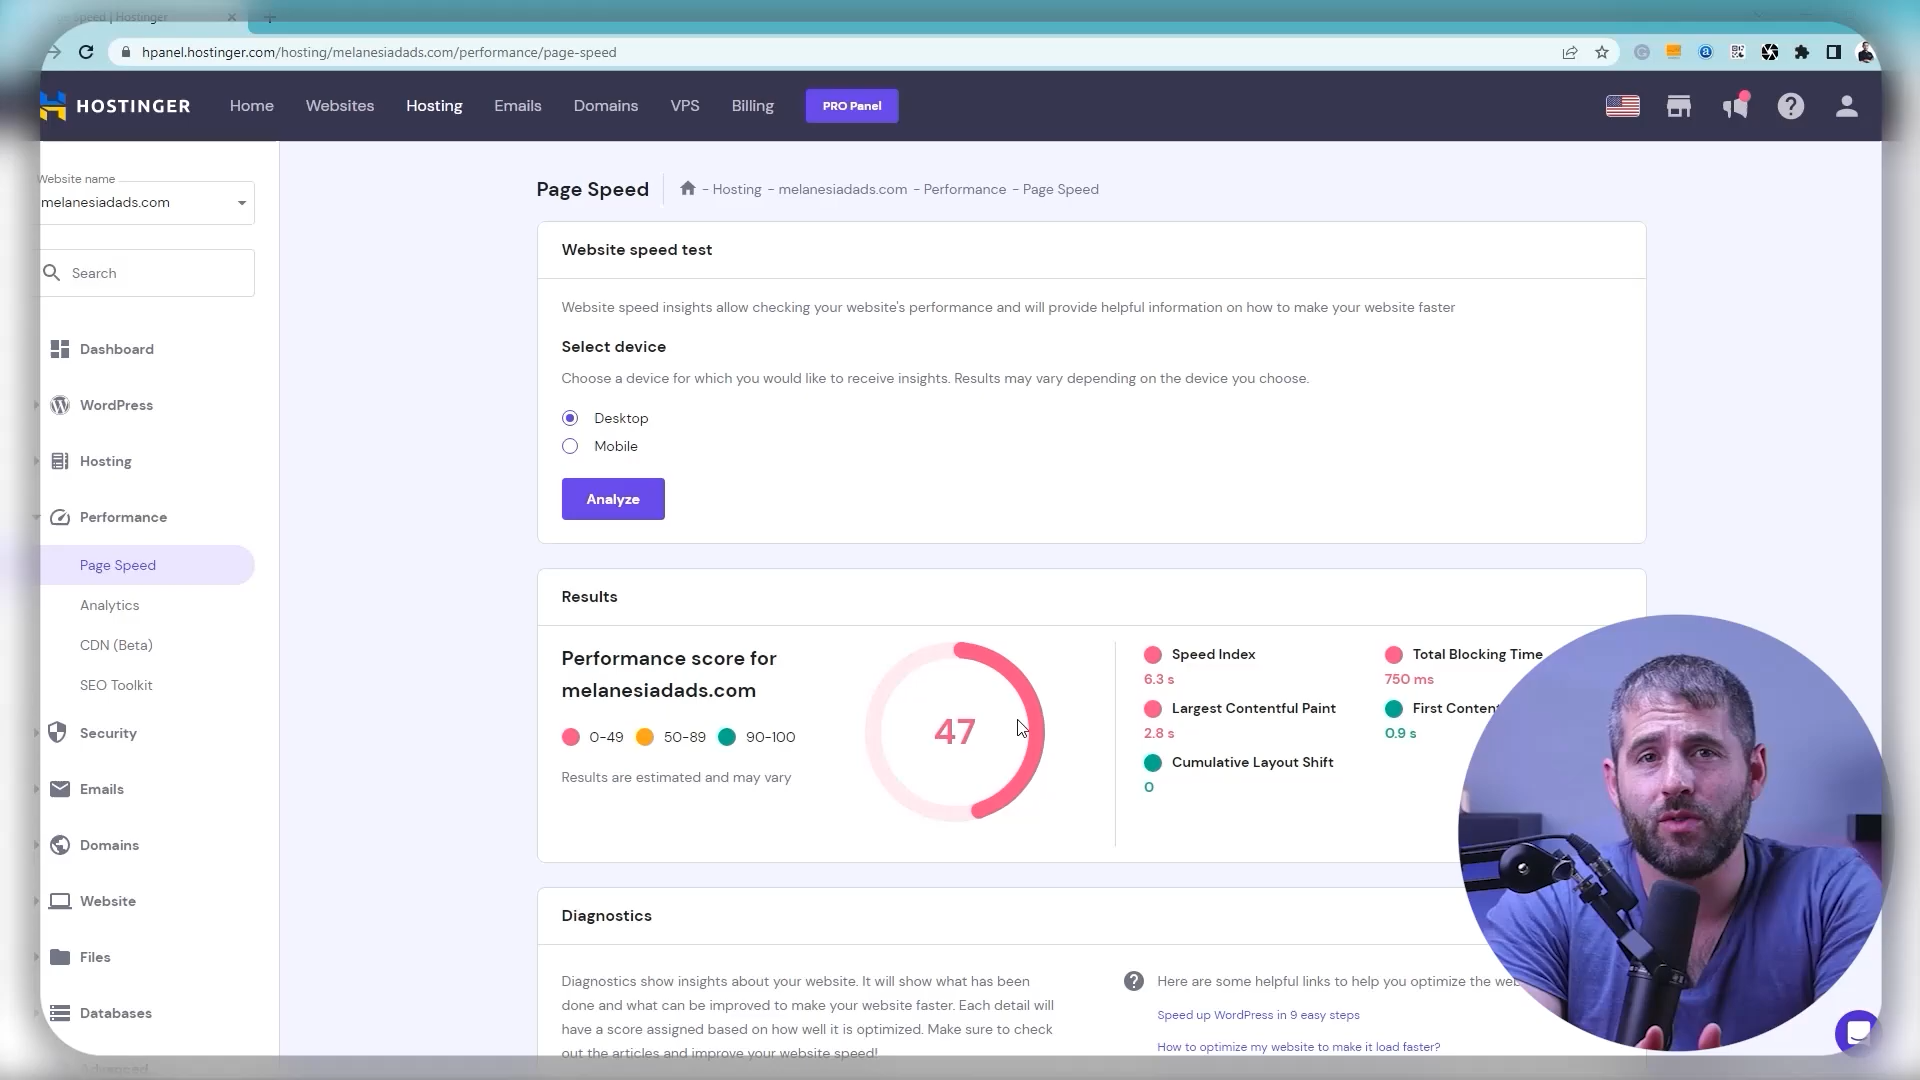 Hostinger
hpanel.hostinger.com/hosting/melanesiadads.com/performance/page-speed
HOSTINGER
Home
Websites
Hosting
Emails
Domains
VPS
Billing
PRO Panel
Website name
melanesiadads.com
Search
Dashboard
WordPress
Hosting
Performance
Page Speed
Analytics
CDN (Beta)
SEO Toolkit
Security
Emails
Domains
Website
Files
Databases
Advanced
Page Speed
- Hosting - melanesiadads.com - Performance - Page Speed
Website speed test
Website speed insights allow checking your website's performance and will provide helpful information on how to make your website faster
Select device
Choose a device for which you would like to receive insights. Results may vary depending on the device you choose.
Desktop
Mobile
Analyze
Results
Performance score for
melanesiadads.com
0-49
50-89
90-100
Results are estimated and may vary
47
Speed Index
6.3 s
Total Blocking Time
750 ms
Largest Contentful Paint
2.8 s
First Conten
0.9 s
Cumulative Layout Shift
0
Diagnostics
Diagnostics show insights about your website. It will show what has been
done and what can be improved to make your website faster. Each detail will
have a score assigned based on how well it is optimized. Make sure to check
out the articles and improve your website speed!
Here are some helpful links to help you optimize the web
Speed up WordPress in 9 easy steps
How to optimize my website to make it load faster?